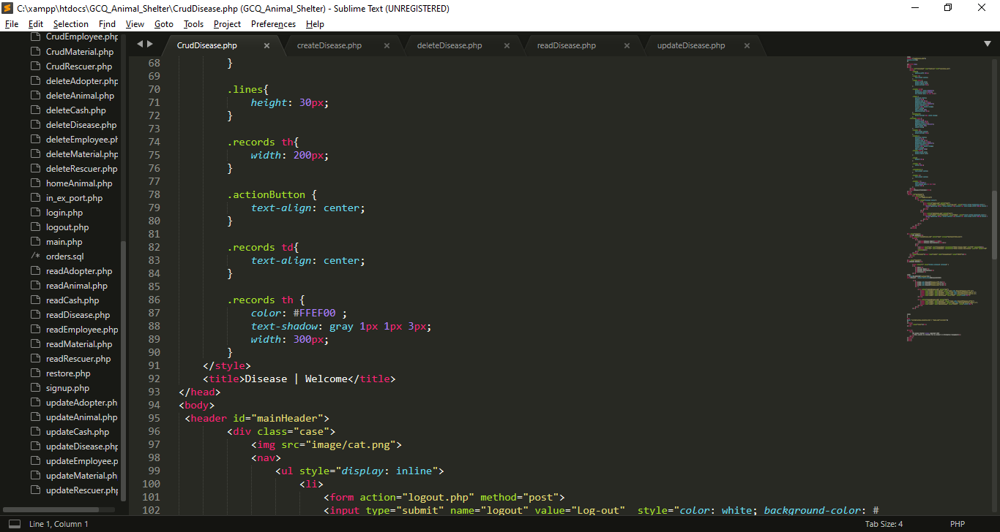 C:\xampp\htdocs\GCQ_Animal_Shelter\CrudDisease.php (GCQ_Animal_Shelter) - Sublime Text (UNREGISTERED)
File Edit Selection Find View Goto Tools Project Preferences Help
CrudEmployee.php
CrudMaterial.php
CrudRescuer.php
deleteAdopter.php
deleteAnimal.php
deleteCash.php
deleteDisease.php
deleteEmployee.ph
deleteMaterial.php
deleteRescuer.php
homeAnimal.php
in_ex_port.php
login.php
logout.php
main.php
/* orders.sql
readAdopter.php
readAnimal.php
readCash.php
readDisease.php
readEmployee.php
readMaterial.php
readRescuer.php
restore.php
signup.php
updateAdopter.ph
updateAnimal.php
updateCash.php
updateDisease.php
updateEmployee.p
updateMaterial.ph
updateRescuer.php
CrudDisease.php × createDisease.php × deleteDisease.php × readDisease.php × updateDisease.php ×
68 }
69
70 .lines{
71 height: 30px;
72 }
73
74 .records th{
75 width: 200px;
76 }
77
78 .actionButton {
79 text-align: center;
80 }
81
82 .records td{
83 text-align: center;
84 }
85
86 .records th {
87 color: #FFEF00 ;
88 text-shadow: gray 1px 1px 3px;
89 width: 300px;
90 }
91 </style>
92 <title>Disease | Welcome</title>
93 </head>
94 <body>
95 <header id="mainHeader">
96 <div class="case">
97 <img src="image/cat.png">
98 <nav>
99 <ul style="display: inline">
100 <li>
101 <form action="logout.php" method="post">
102 <input type="submit" name="logout" value="Log-out"  style="color: white; background-color: #
Line 1, Column 1
Tab Size: 4
PHP